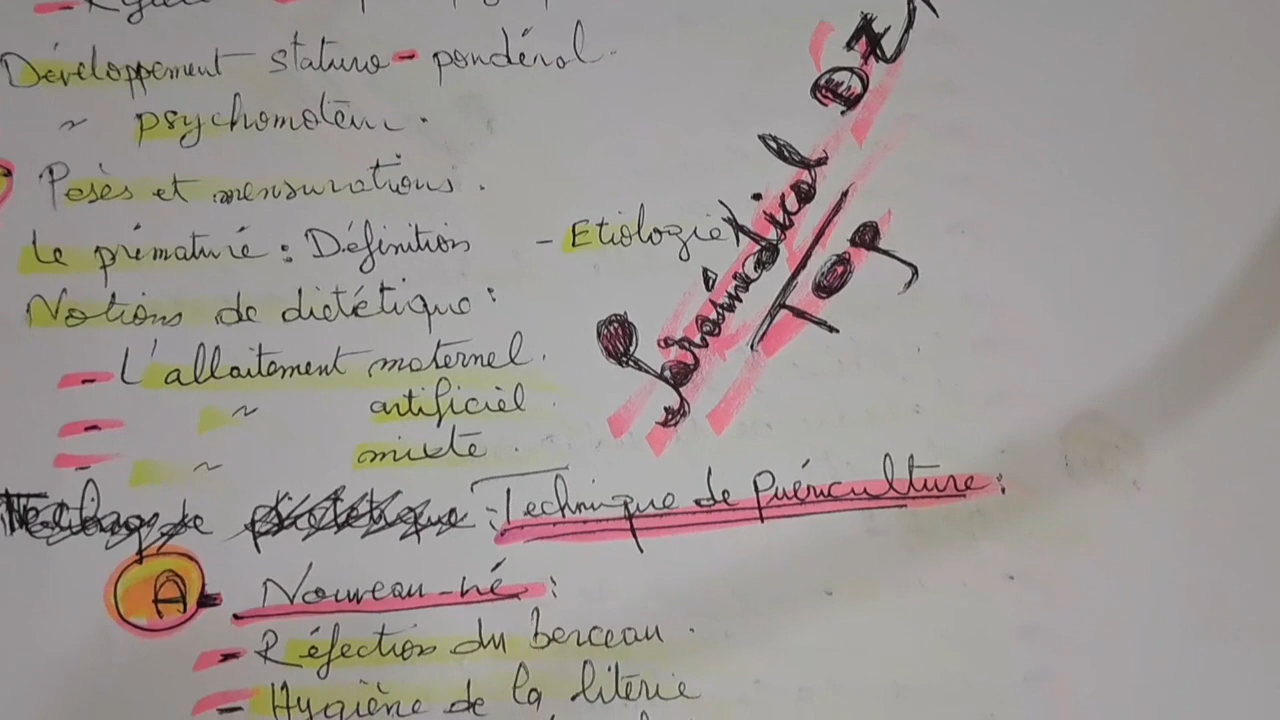 Développement staturo-pondéral.
~ psychomoteur.
Pesés et mensurations.
Le prématuré : Définition - Etiologie
Notions de diététique :
- L'allaitement maternel.
- ~ artificiel.
- ~ mixte.
Technique de Puériculture :
A - Nouveau-né :
- Réfection du berceau.
- Hygiène de la literie
Paramédical